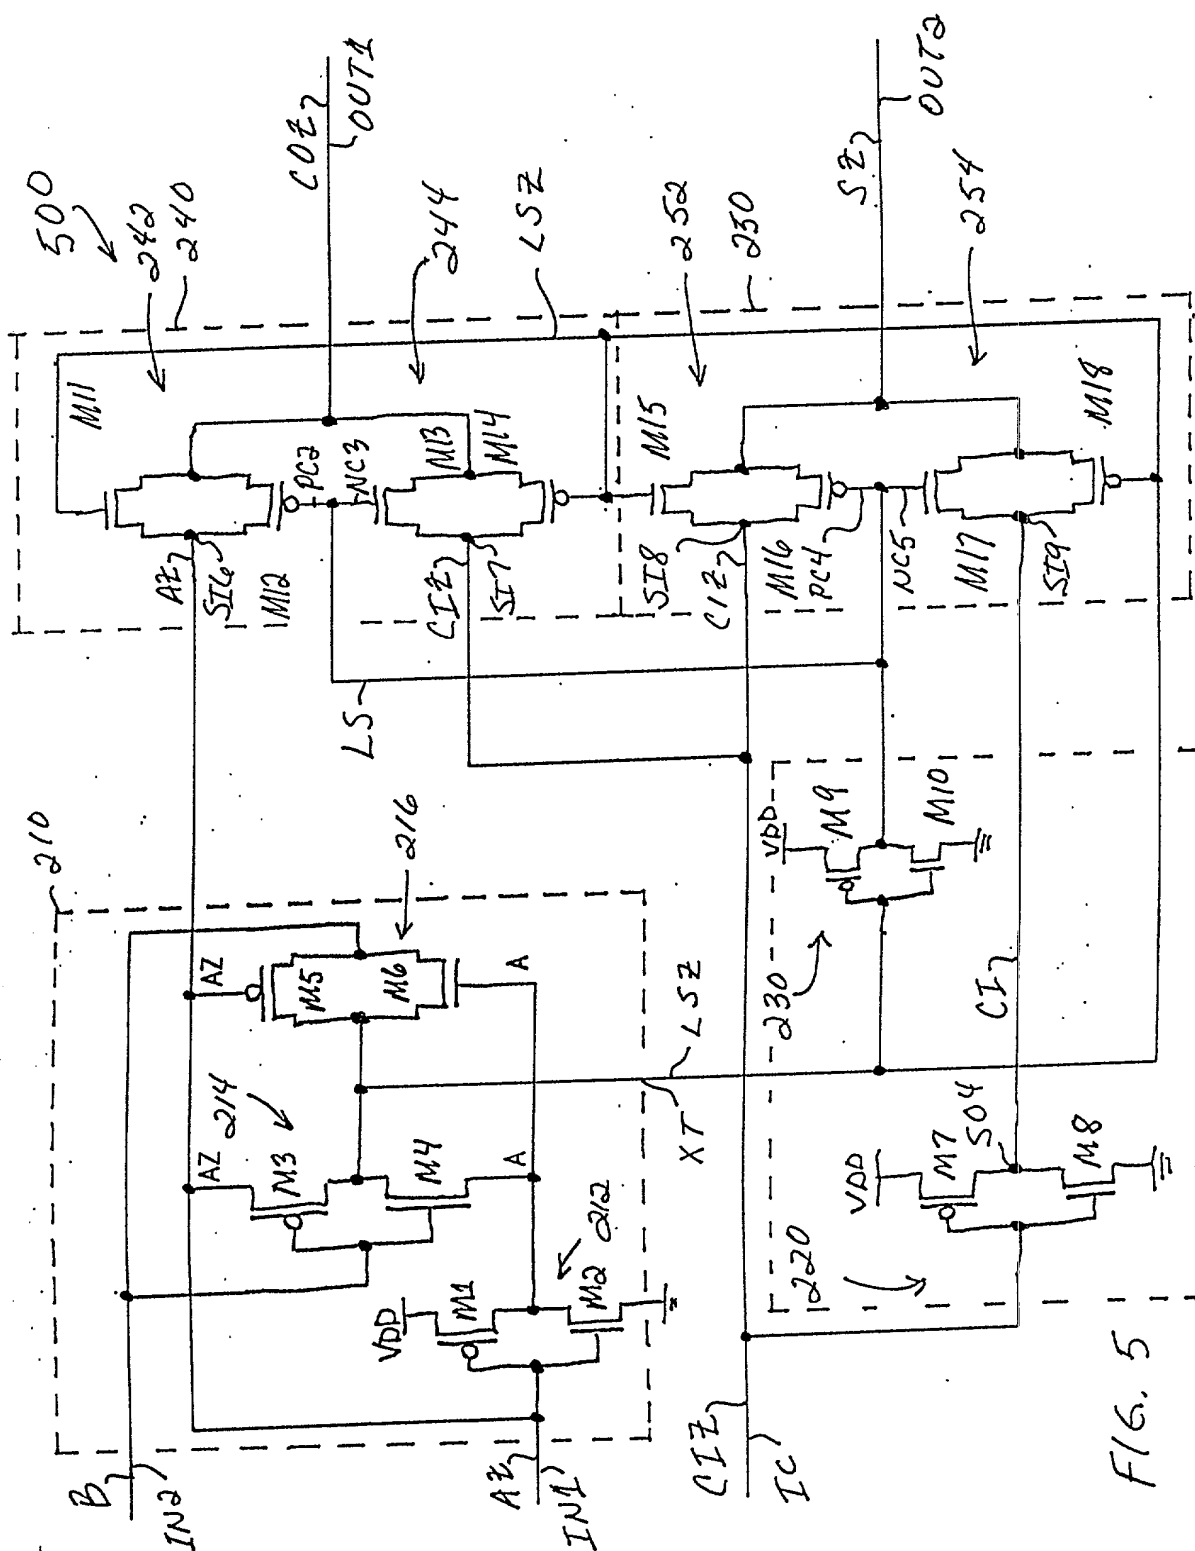 500
242
240
M11
AZ
SI6
M12
PC2
NC3
COZ
OUT1
244
M13
M14
CIZ
SI7
LS
LSZ
252
230
M15
SI8
CIZ
M16
PC4
NC5
SZ
OUT2
254
M17
SI9
M18
210
B
IN2
AZ
214
M3
M4
A
AZ
M5
M6
216
A
VDD
M1
M2
212
AZ
IN1
XT
LSZ
CIZ
IC
VDD
M9
M10
230
CI
220
VDD
M7
504
M8
FIG. 5